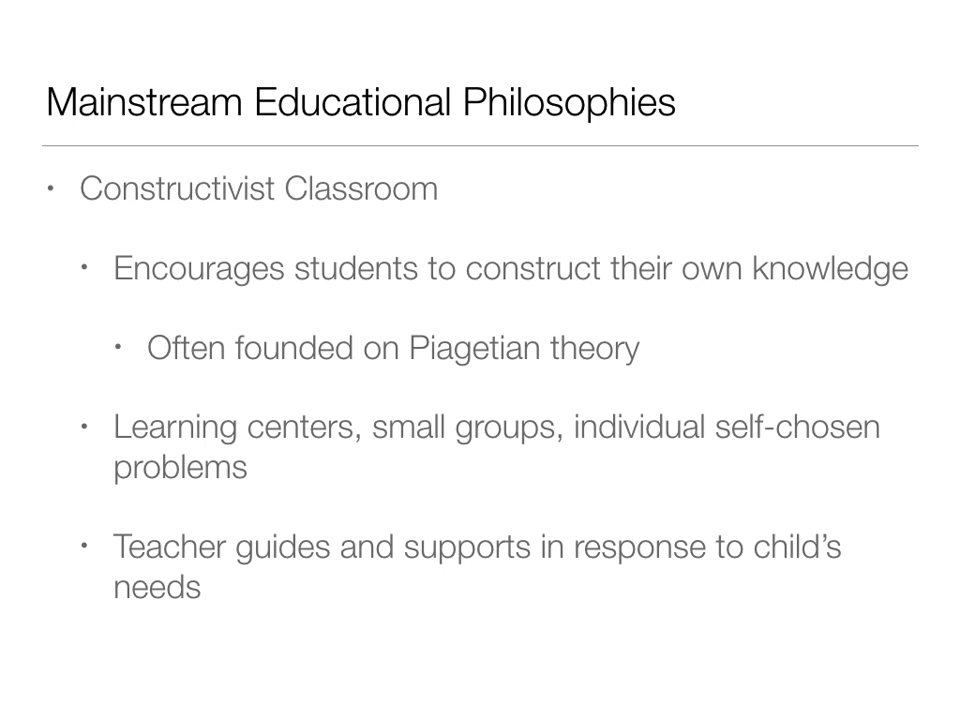 Mainstream Educational Philosophies
• Constructivist Classroom
• Encourages students to construct their own knowledge
• Often founded on Piagetian theory
• Learning centers, small groups, individual self-chosen
problems
• Teacher guides and supports in response to child’s
needs